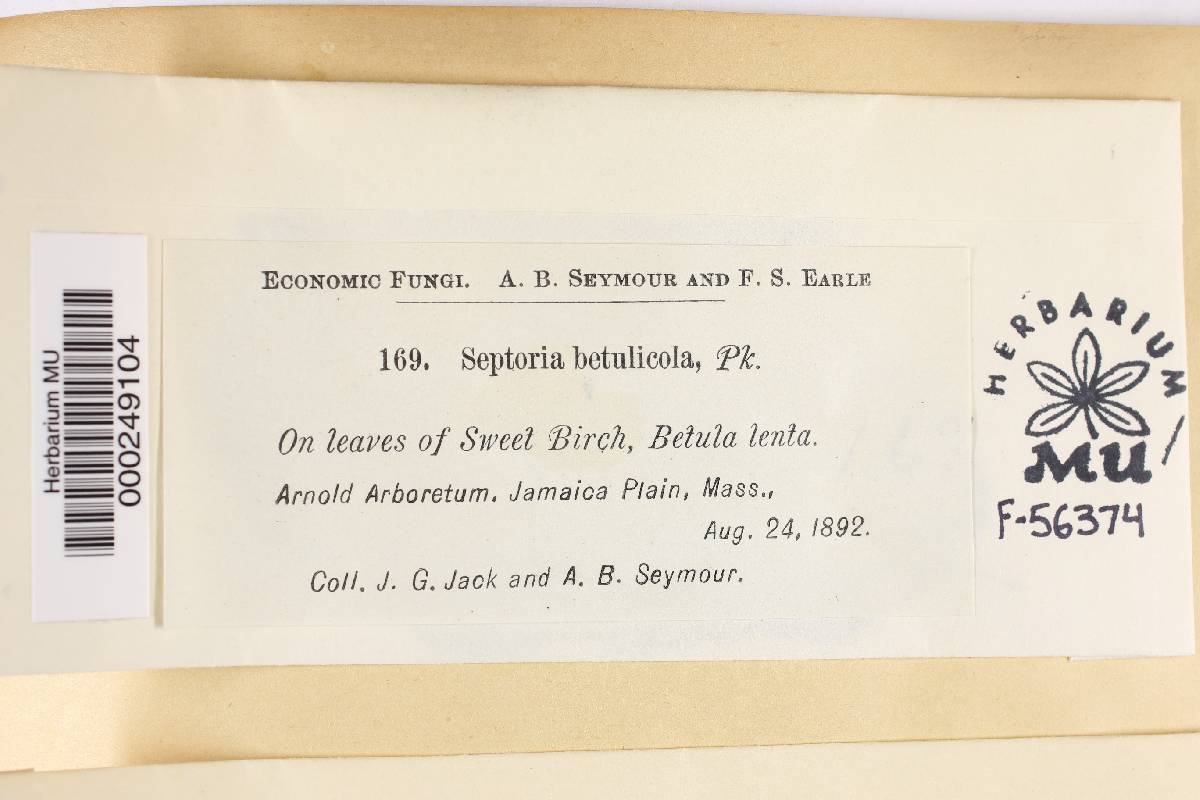 Herbarium MU
000249104
ECONOMIC FUNGI. A. B. SEYMOUR AND F. S. EARLE
169. Septoria betulicola, Pk.
On leaves of Sweet Birch, Betula lenta.
Arnold Arboretum. Jamaica Plain, Mass.,
Aug. 24, 1892.
Coll. J. G. Jack and A. B. Seymour.
HERBARIUM
MU
F-56374